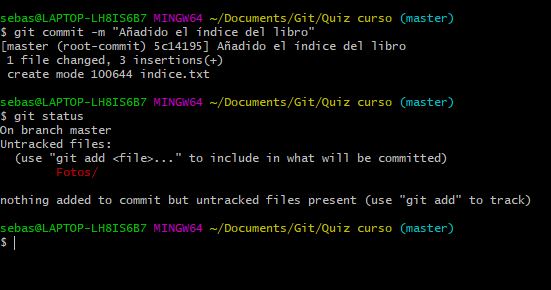 sebas@LAPTOP-LH8IS6B7 MINGW64 ~/Documents/Git/Quiz curso (master)
$ git commit -m "Añadido el índice del libro"
[master (root-commit) 5c14195] Añadido el índice del libro
 1 file changed, 3 insertions(+)
 create mode 100644 indice.txt
sebas@LAPTOP-LH8IS6B7 MINGW64 ~/Documents/Git/Quiz curso (master)
$ git status
On branch master
Untracked files:
  (use "git add <file>..." to include in what will be committed)
        Fotos/
nothing added to commit but untracked files present (use "git add" to track)
sebas@LAPTOP-LH8IS6B7 MINGW64 ~/Documents/Git/Quiz curso (master)
$